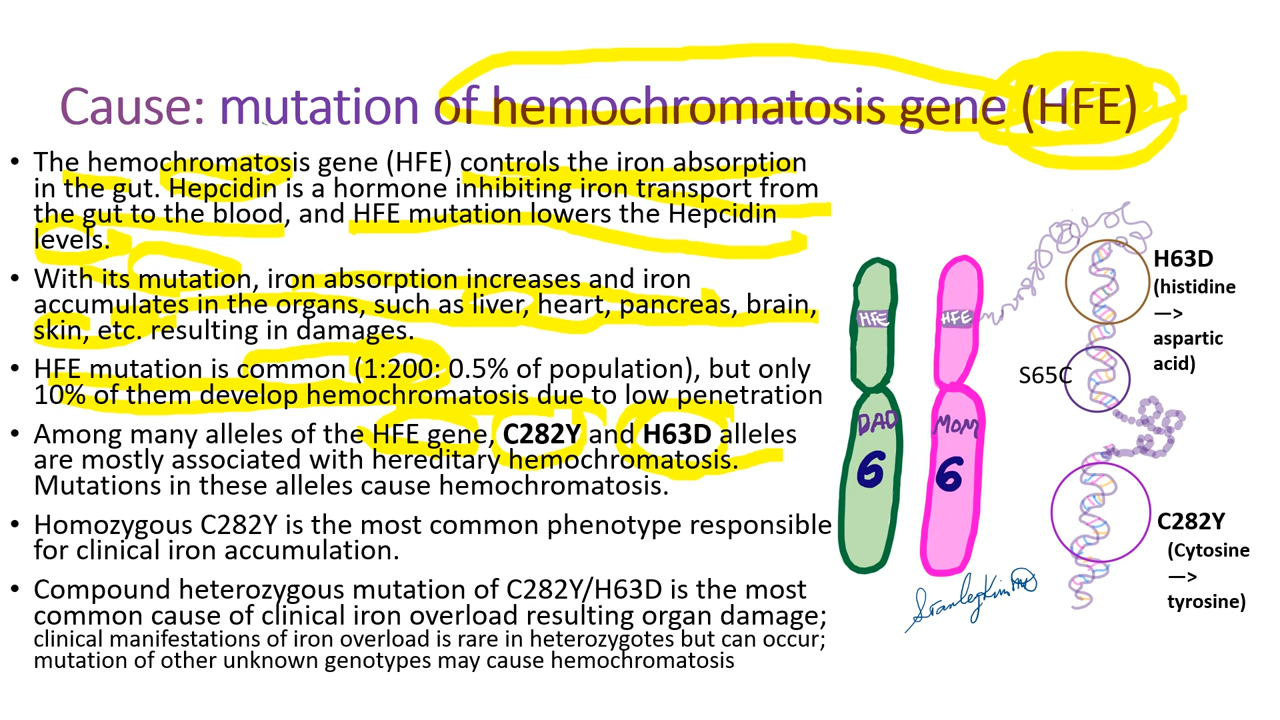 Cause: mutation of hemochromatosis gene (HFE)
• The hemochromatosis gene (HFE) controls the iron absorption
in the gut. Hepcidin is a hormone inhibiting iron transport from
the gut to the blood, and HFE mutation lowers the Hepcidin
levels.
• With its mutation, iron absorption increases and iron
accumulates in the organs, such as liver, heart, pancreas, brain,
skin, etc. resulting in damages.
• HFE mutation is common (1:200: 0.5% of population), but only
10% of them develop hemochromatosis due to low penetration
• Among many alleles of the HFE gene, C282Y and H63D alleles
are mostly associated with hereditary hemochromatosis.
Mutations in these alleles cause hemochromatosis.
• Homozygous C282Y is the most common phenotype responsible
for clinical iron accumulation.
• Compound heterozygous mutation of C282Y/H63D is the most
common cause of clinical iron overload resulting organ damage;
clinical manifestations of iron overload is rare in heterozygotes but can occur;
mutation of other unknown genotypes may cause hemochromatosis
HFE
HFE
DAD
MOM
6
6
H63D
(histidine
—>
aspartic
acid)
S65C
C282Y
(Cytosine
—>
tyrosine)
Stanley Kim MD